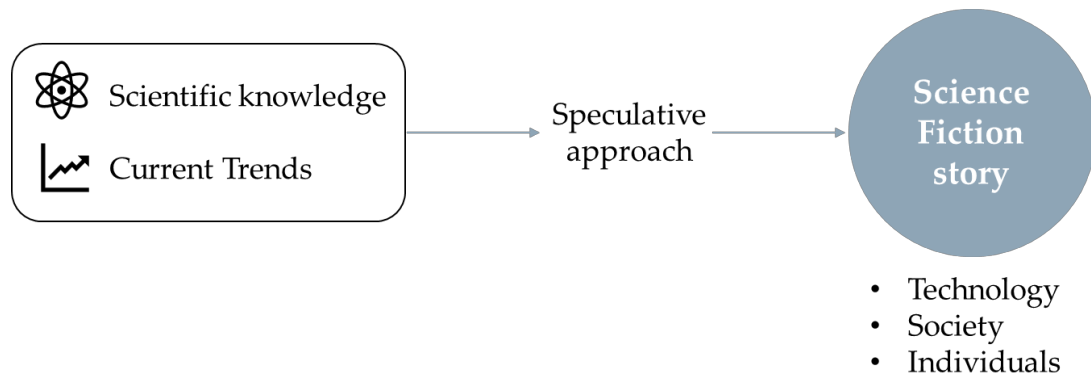 Scientific knowledge
Current Trends
Speculative
approach
Science
Fiction
story
• Technology
• Society
• Individuals